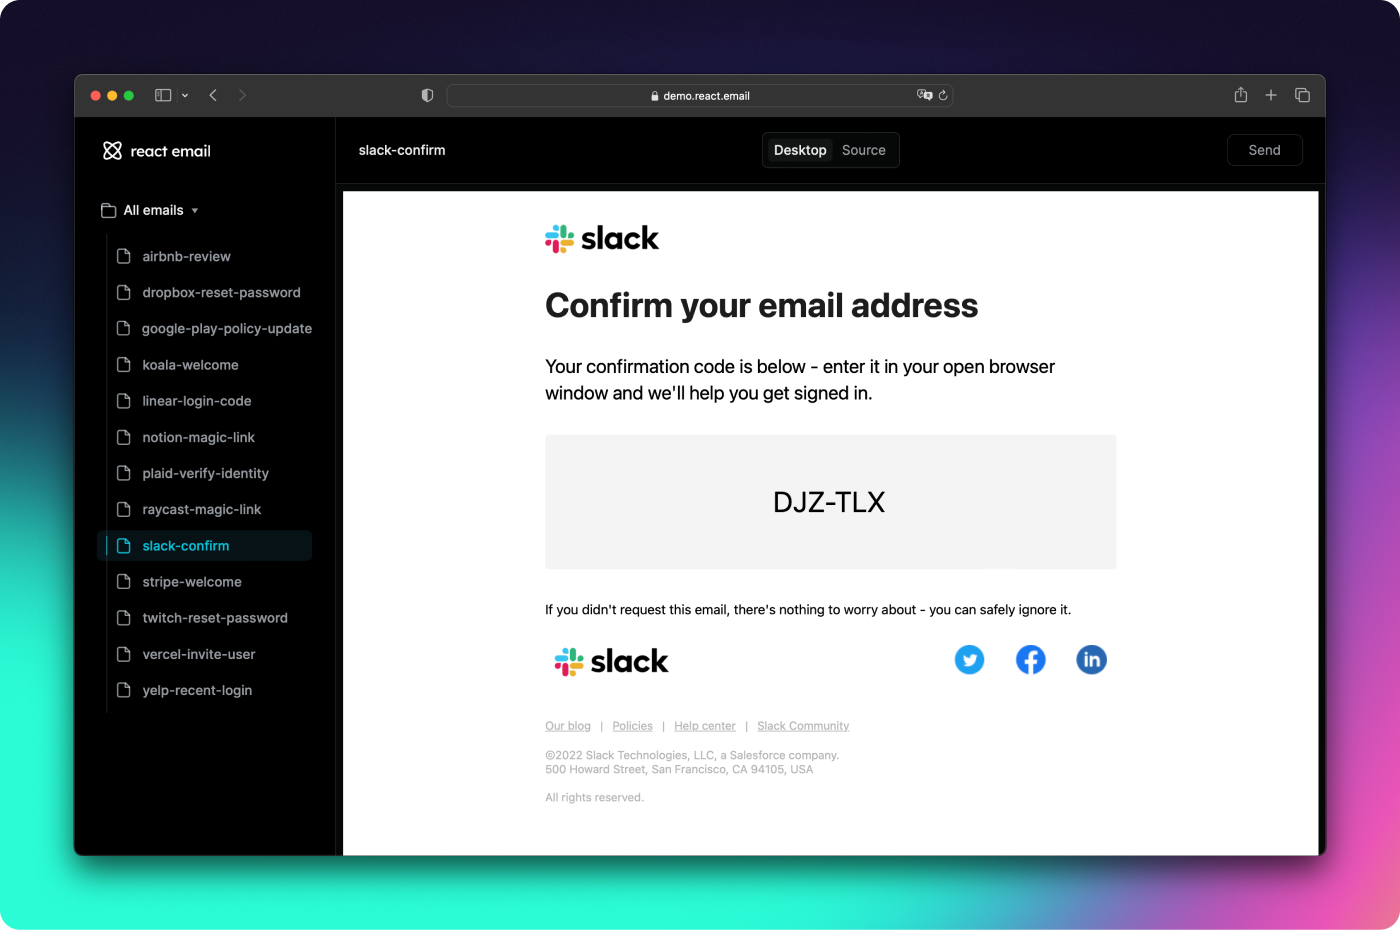 demo.react.email
react email
slack-confirm
Desktop
Source
Send
All emails
airbnb-review
dropbox-reset-password
google-play-policy-update
koala-welcome
linear-login-code
notion-magic-link
plaid-verify-identity
raycast-magic-link
slack-confirm
stripe-welcome
twitch-reset-password
vercel-invite-user
yelp-recent-login
slack
Confirm your email address
Your confirmation code is below - enter it in your open browser
window and we'll help you get signed in.
DJZ-TLX
If you didn't request this email, there's nothing to worry about - you can safely ignore it.
slack
in
Our blog | Policies | Help center | Slack Community
©2022 Slack Technologies, LLC, a Salesforce company.
500 Howard Street, San Francisco, CA 94105, USA
All rights reserved.